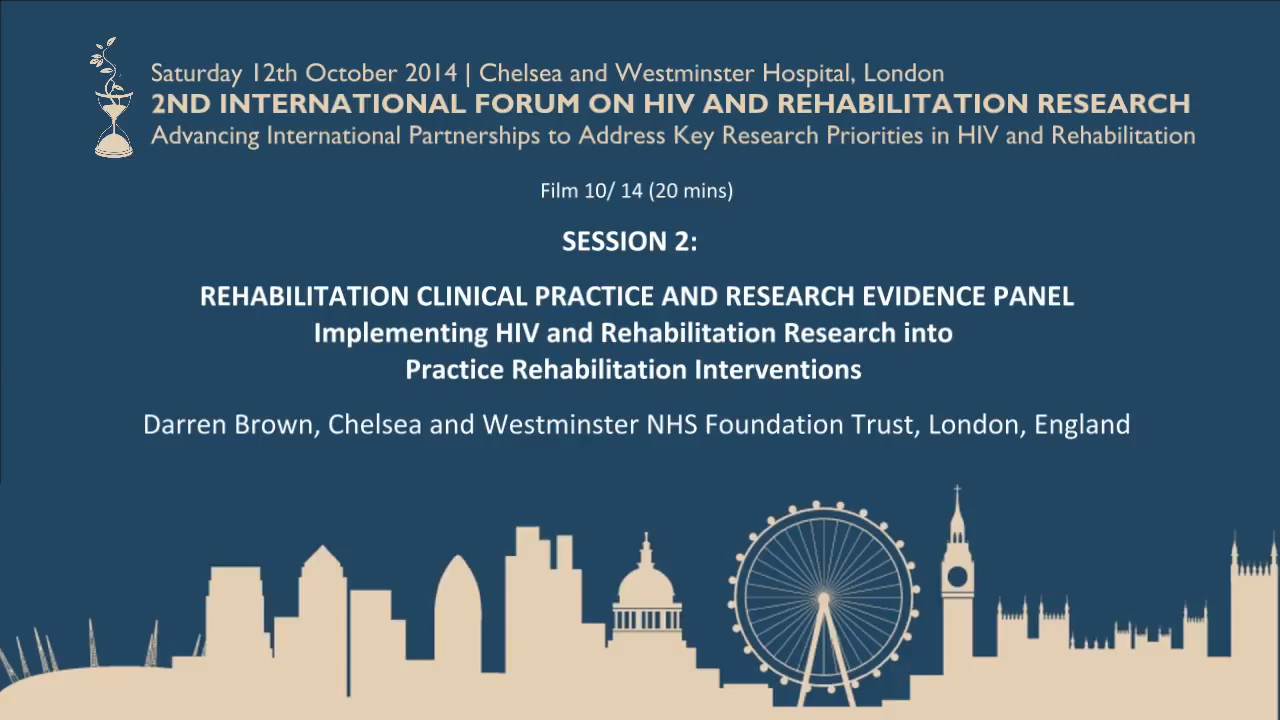 Saturday 12th October 2014 | Chelsea and Westminster Hospital, London
2ND INTERNATIONAL FORUM ON HIV AND REHABILITATION RESEARCH
Advancing International Partnerships to Address Key Research Priorities in HIV and Rehabilitation
Film 10/ 14 (20 mins)
SESSION 2:
REHABILITATION CLINICAL PRACTICE AND RESEARCH EVIDENCE PANEL
Implementing HIV and Rehabilitation Research into
Practice Rehabilitation Interventions
Darren Brown, Chelsea and Westminster NHS Foundation Trust, London, England